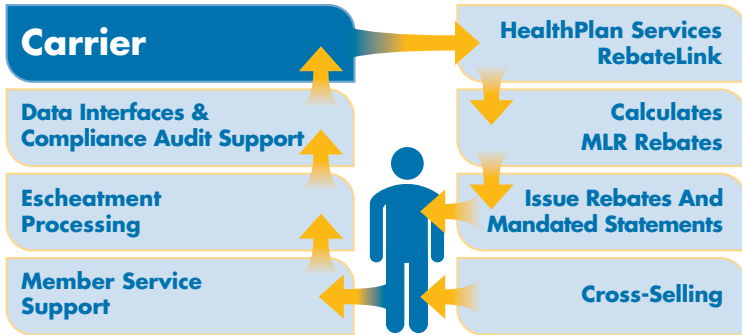 Carrier
HealthPlan Services
RebateLink
Data Interfaces &
Compliance Audit Support
Calculates
MLR Rebates
Escheatment
Processing
Issue Rebates And
Mandated Statements
Member Service
Support
Cross-Selling